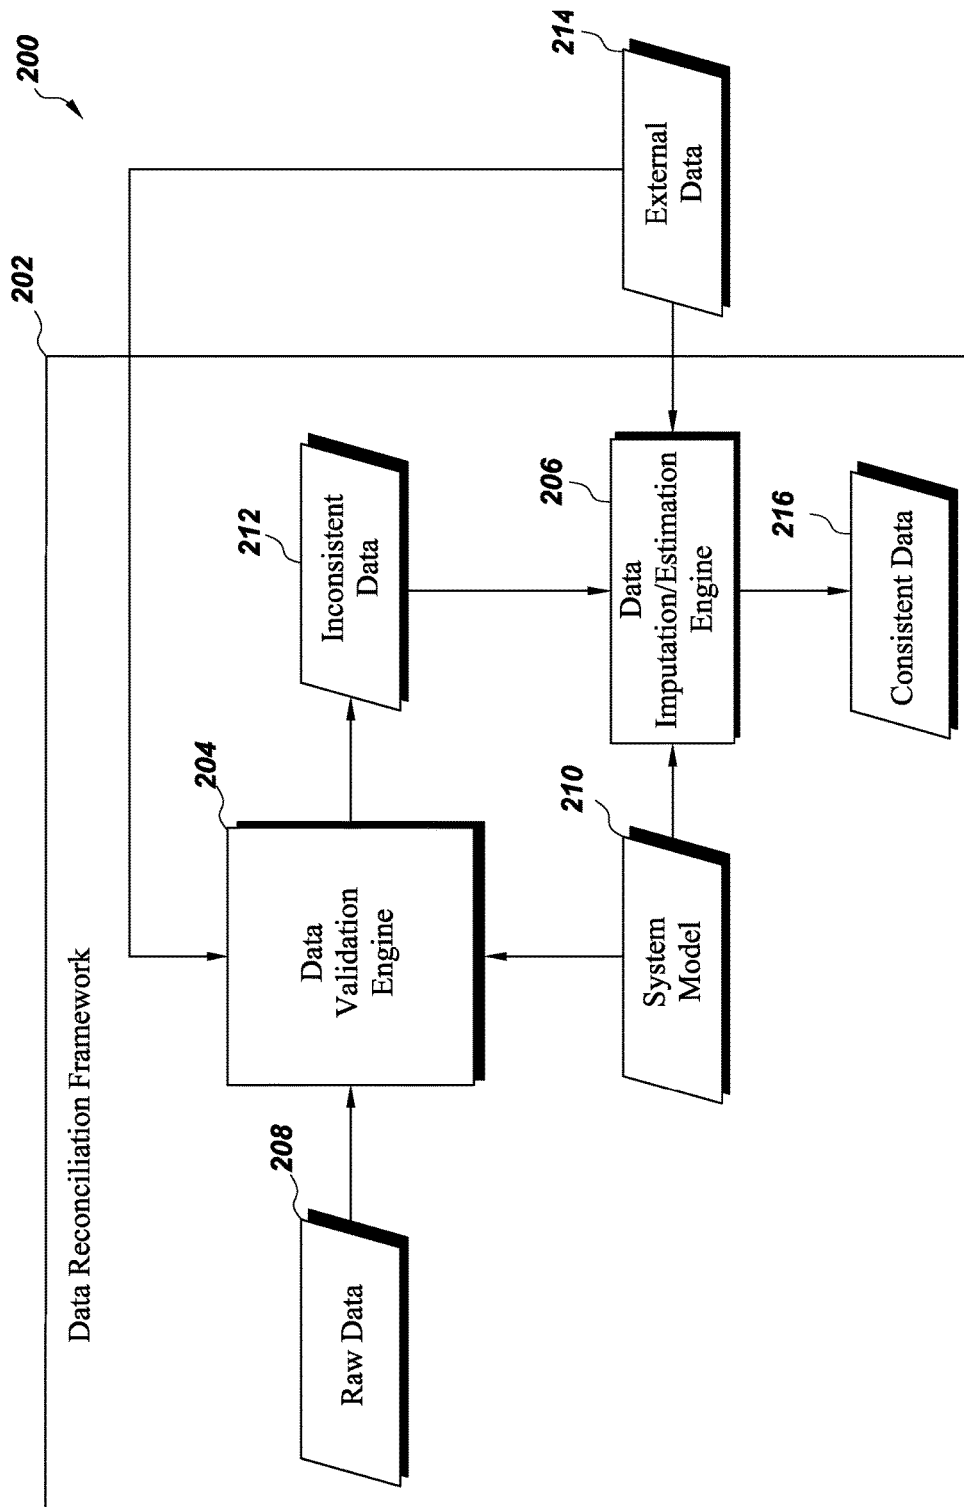 200
202
Data Reconciliation Framework
204
Data
Validation
Engine
208
Raw Data
212
Inconsistent
Data
214
External
Data
210
System
Model
206
Data
Imputation/Estimation
Engine
216
Consistent Data